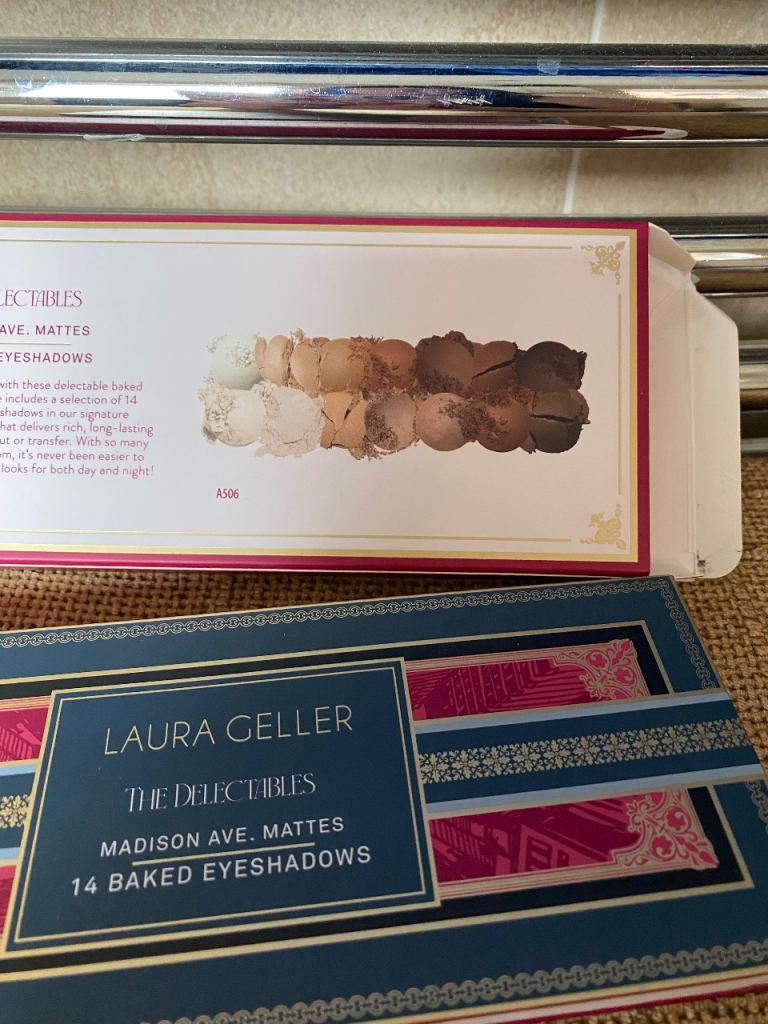 LECTABLES
AVE. MATTES
EYESHADOWS
with these delectable baked
includes a selection of 14
shadows in our signature
hat delivers rich, long-lasting
ut or transfer. With so many
om, it's never been easier to
looks for both day and night!
A506
LAURA GELLER
THE DELECTABLES
MADISON AVE. MATTES
14 BAKED EYESHADOWS